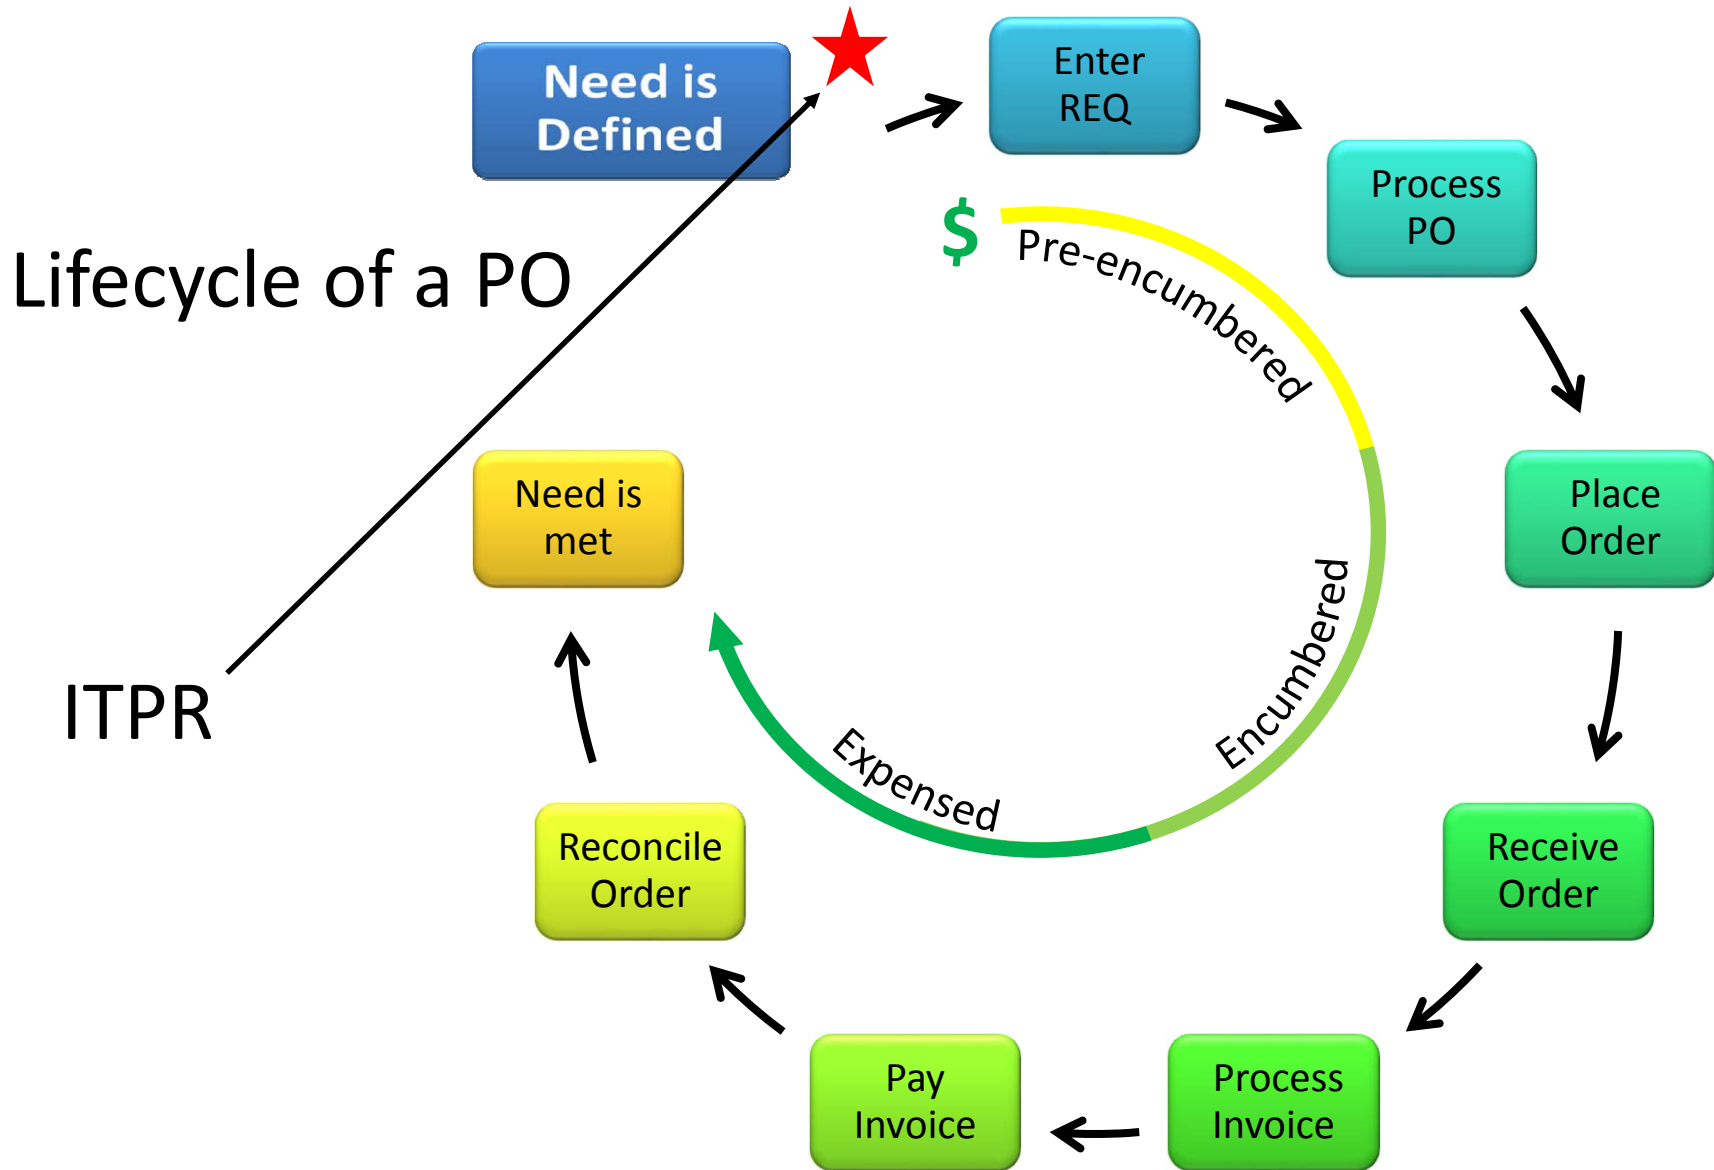 Need is
Defined
Enter
REQ
Process
PO
$
Pre-encumbered
Lifecycle of a PO
Need is
met
Place
Order
Encumbered
ITPR
Expensed
Reconcile
Order
Receive
Order
Pay
Invoice
Process
Invoice